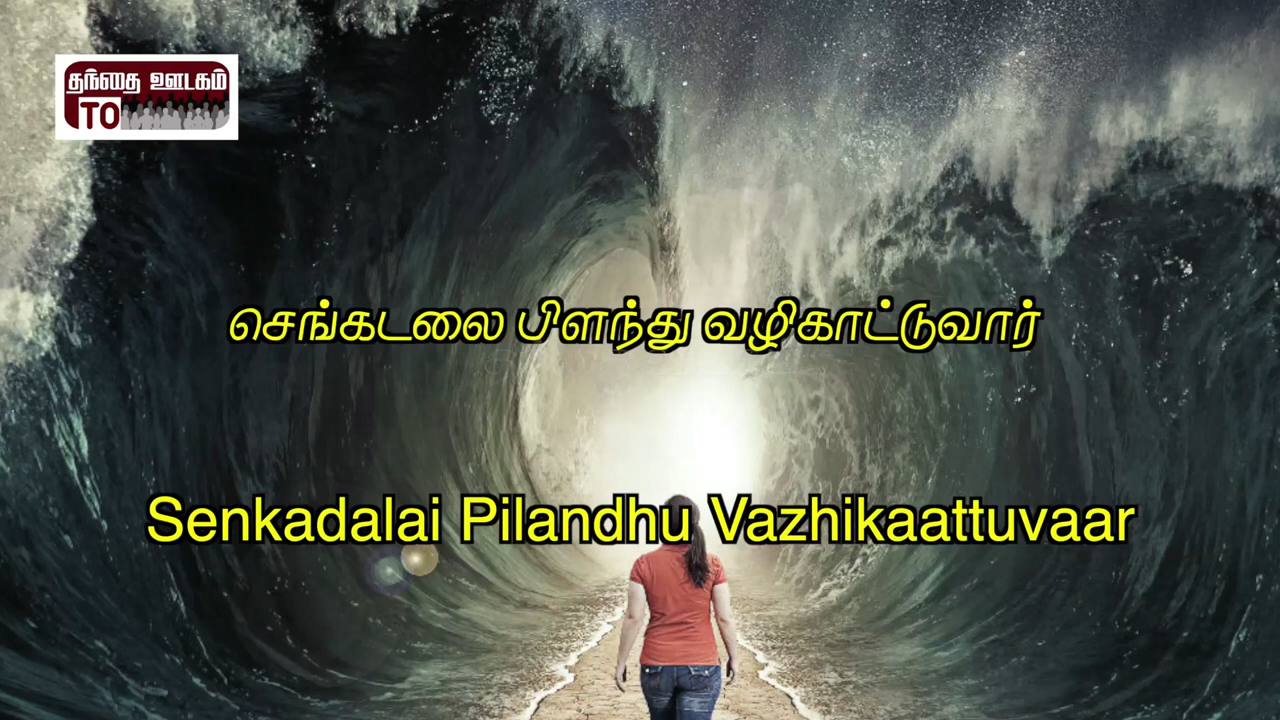 தந்தை ஊடகம்
TO
செங்கடலை பிளந்து வழிகாட்டுவார்
Senkadalai Pilandhu Vazhikaattuvaar